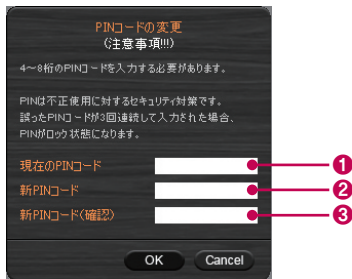 PINコードの変更
(注意事項!!!)
4～8桁のPINコードを入力する必要があります。
PINは不正使用に対するセキュリティ対策です。
誤ったPINコードが3回連続して入力された場合、
PINがロック状態になります。
現在のPINコード ❶
新PINコード ❷
新PINコード(確認) ❸
OK Cancel